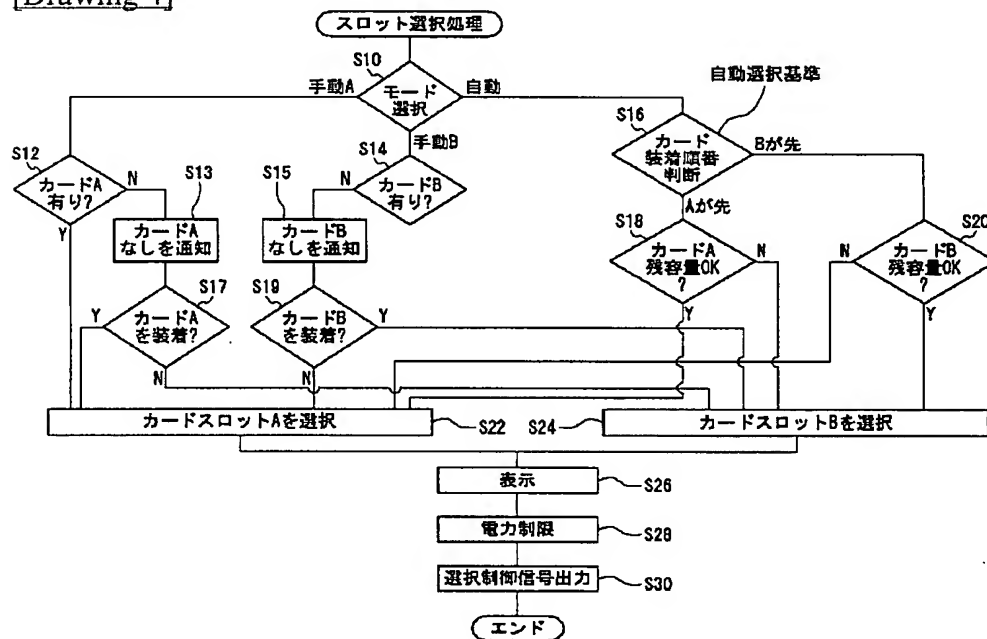 [Drawing 4]
スロット選択処理
S10
手動A
モード
選択
自動
手動B
自動選択基準
S16
カード
装着順番
判断
Bが先
Aが先
S12
カードA
有り?
N
Y
S13
カードA
なしを通知
S15
カードB
なしを通知
S14
カードB
有り?
N
S18
カードA
残容量OK
?
N
Y
S20
カードB
残容量OK
?
N
Y
S17
カードA
を装着?
Y
N
S19
カードB
を装着?
Y
N
カードスロットAを選択
S22
S24
カードスロットBを選択
表示
S26
電力制限
S28
選択制御信号出力
S30
エンド